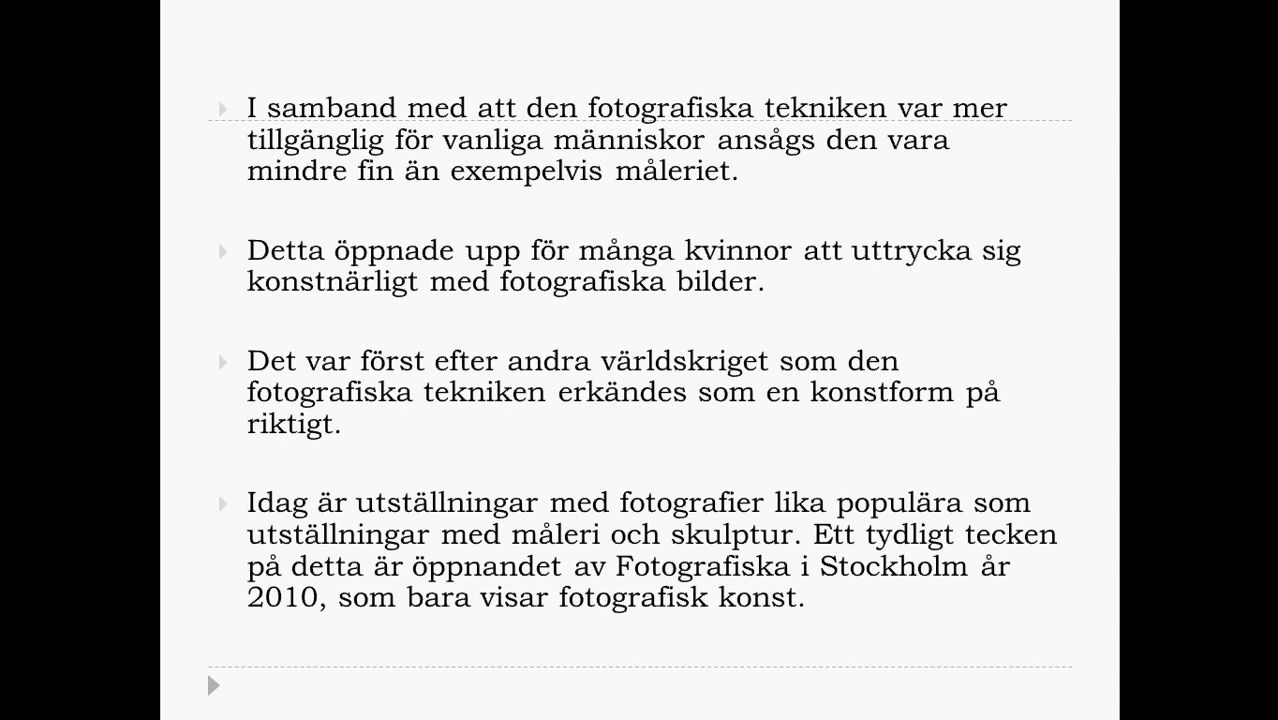 I samband med att den fotografiska tekniken var mer
tillgänglig för vanliga människor ansågs den vara
mindre fin än exempelvis måleriet.
Detta öppnade upp för många kvinnor att uttrycka sig
konstnärligt med fotografiska bilder.
Det var först efter andra världskriget som den
fotografiska tekniken erkändes som en konstform på
riktigt.
Idag är utställningar med fotografier lika populära som
utställningar med måleri och skulptur. Ett tydligt tecken
på detta är öppnandet av Fotografiska i Stockholm år
2010, som bara visar fotografisk konst.